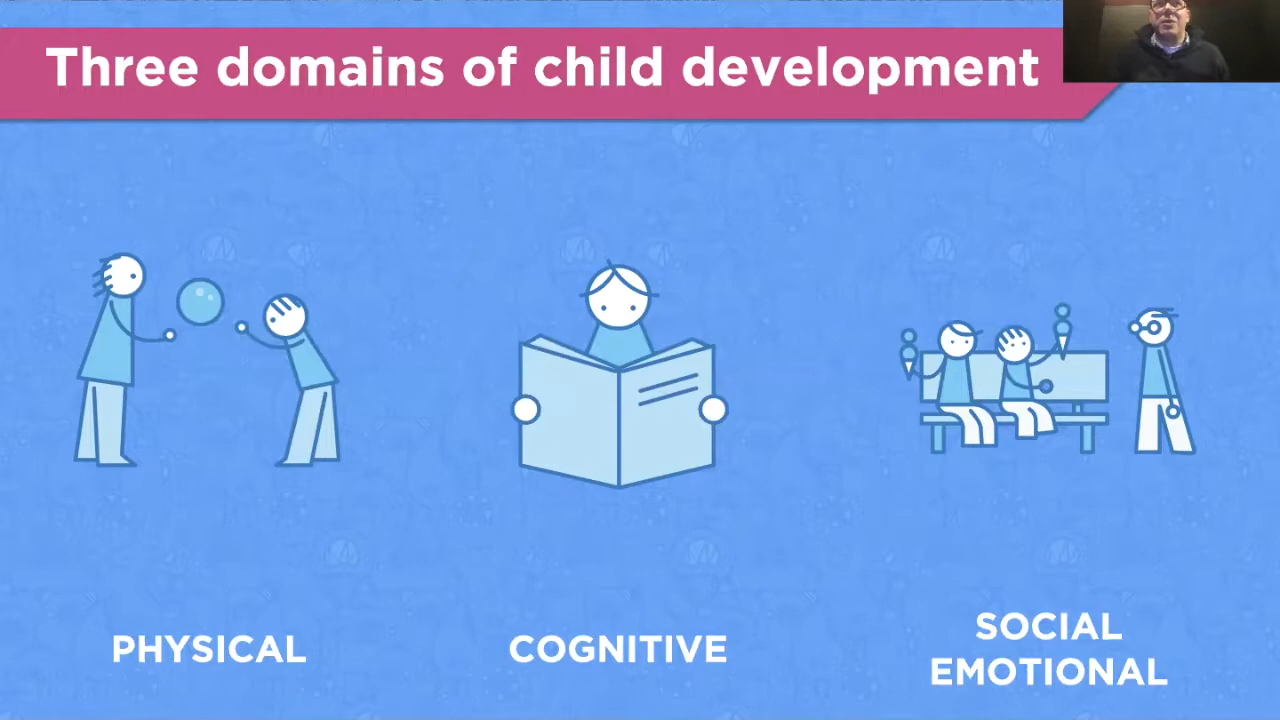 Three domains of child development
PHYSICAL
COGNITIVE
SOCIAL
EMOTIONAL